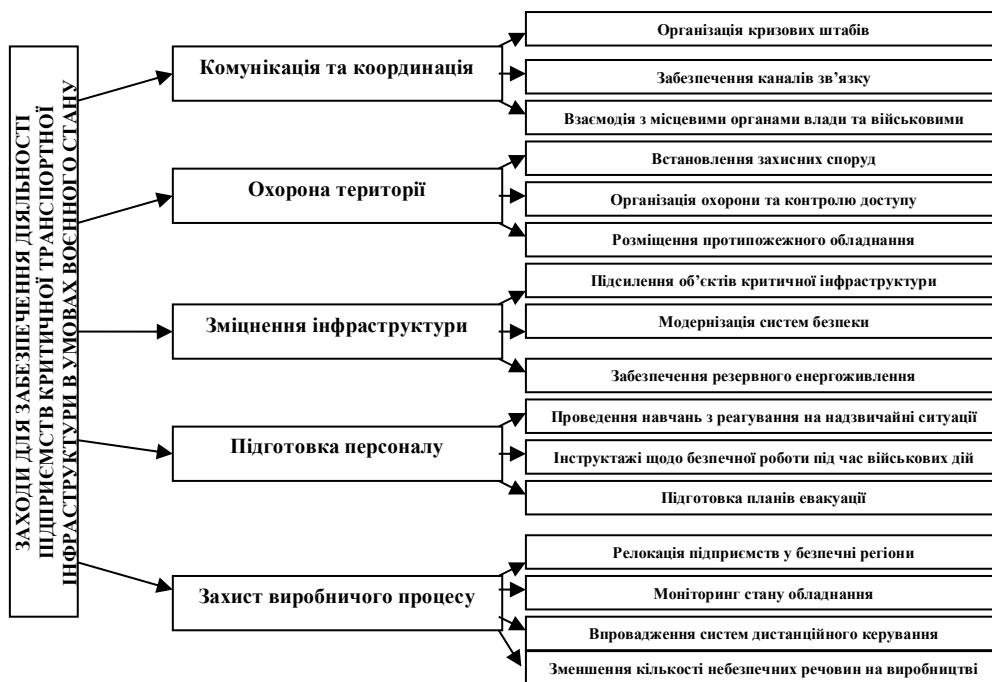 ЗАХОДИ ДЛЯ ЗАБЕЗПЕЧЕННЯ ДІЯЛЬНОСТІ
ПІДПРИЄМСТВ КРИТИЧНОЇ ТРАНСПОРТНОЇ
ІНФРАСТРУКТУРИ В УМОВАХ ВОЄННОГО СТАНУ
Комунікація та координація
Організація кризових штабів
Забезпечення каналів зв’язку
Взаємодія з місцевими органами влади та військовими
Охорона території
Встановлення захисних споруд
Організація охорони та контролю доступу
Розміщення протипожежного обладнання
Зміцнення інфраструктури
Підсилення об’єктів критичної інфраструктури
Модернізація систем безпеки
Забезпечення резервного енергоживлення
Підготовка персоналу
Проведення навчань з реагування на надзвичайні ситуації
Інструктажі щодо безпечної роботи під час військових дій
Підготовка планів евакуації
Захист виробничого процесу
Релокація підприємств у безпечні регіони
Моніторинг стану обладнання
Впровадження систем дистанційного керування
Зменшення кількості небезпечних речовин на виробництві